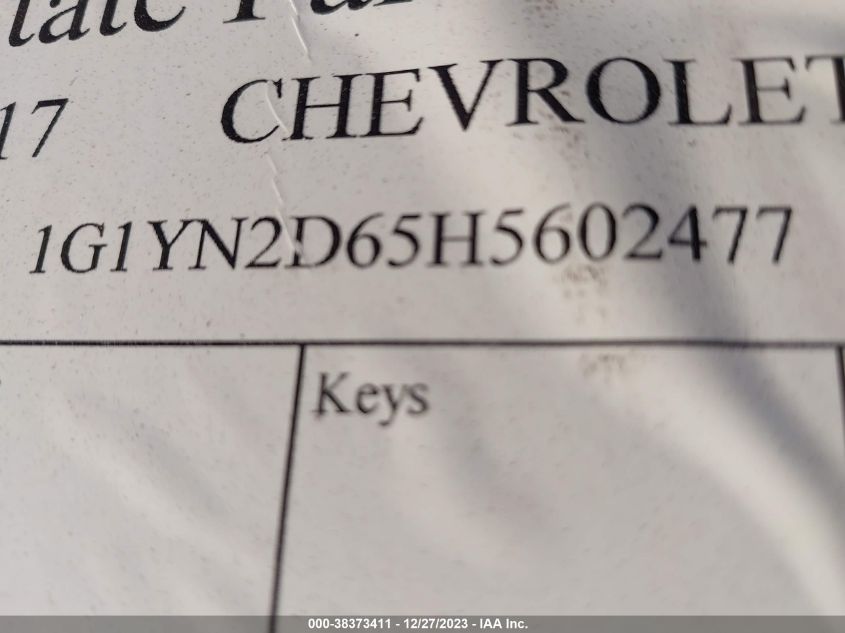 17 CHEVROLET
1G1YN2D65H5602477
Keys
000-38373411 - 12/27/2023 - IAA Inc.